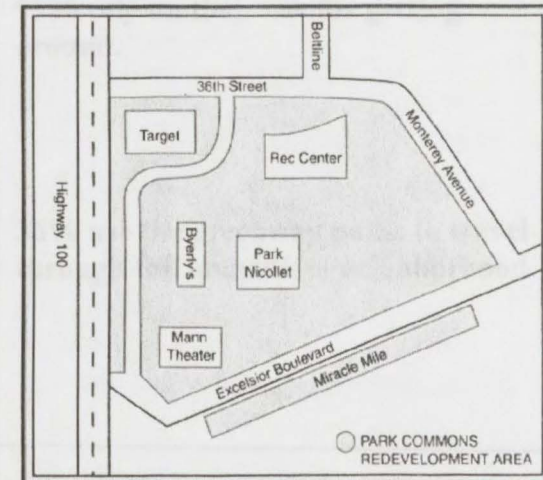 Beltline
36th Street
Target
Rec Center
Monterey Avenue
Highway 100
Byerly's
Park
Nicollet
Mann
Theater
Excelsior Boulevard
Miracle Mile
PARK COMMONS
REDEVELOPMENT AREA